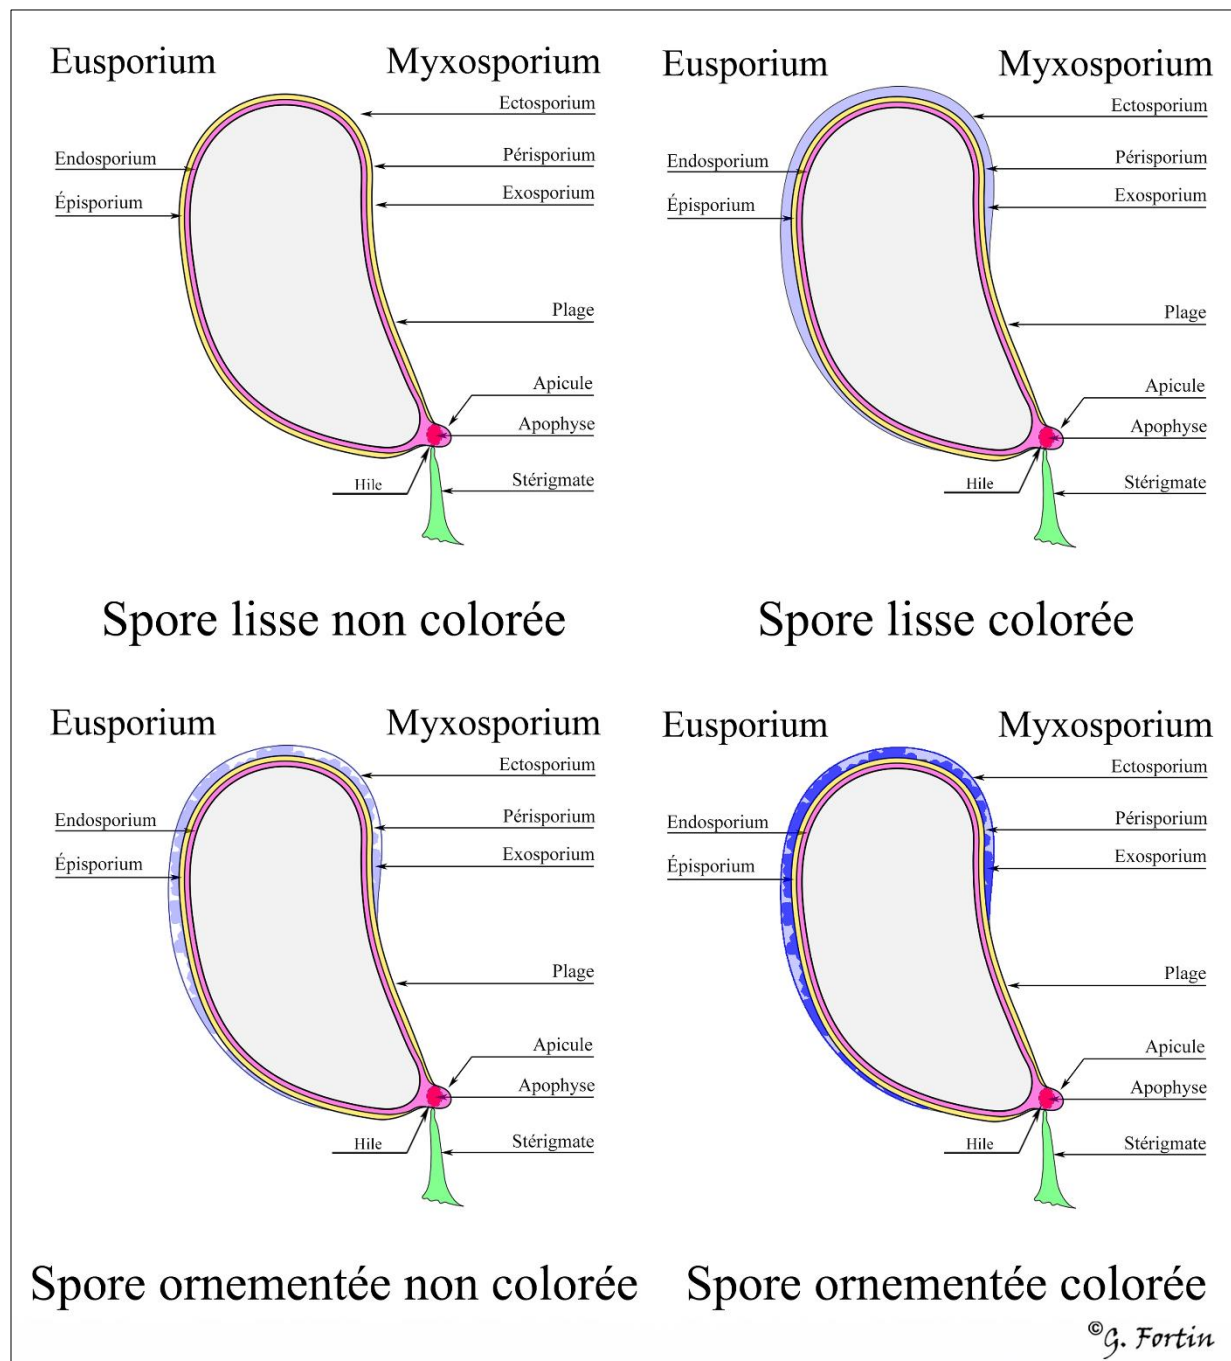 Eusporium Myxosporium
Ectosporium
Endosporium
Périsporium
Épisporium
Exosporium
Plage
Apicule
Apophyse
Hile
Stérigmate
Spore lisse non colorée
Eusporium Myxosporium
Ectosporium
Endosporium
Périsporium
Épisporium
Exosporium
Plage
Apicule
Apophyse
Hile
Stérigmate
Spore lisse colorée
Eusporium Myxosporium
Ectosporium
Endosporium
Périsporium
Épisporium
Exosporium
Plage
Apicule
Apophyse
Hile
Stérigmate
Spore ornementée non colorée
Eusporium Myxosporium
Ectosporium
Endosporium
Périsporium
Épisporium
Exosporium
Plage
Apicule
Apophyse
Hile
Stérigmate
Spore ornementée colorée
©G. Fortin